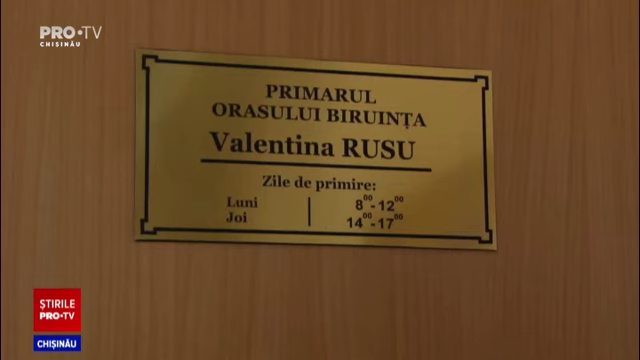 PRO•TV
CHIȘINĂU
PRIMARUL
ORASULUI BIRUINȚA
Valentina RUSU
Zile de primire:
Luni 8⁰⁰-12⁰⁰
Joi 14⁰⁰-17⁰⁰
ȘTIRILE
PRO•TV
CHIȘINĂU